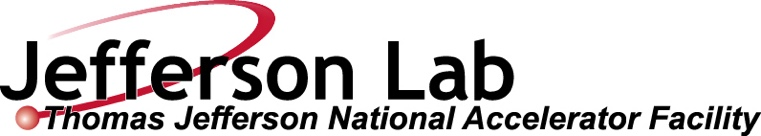 Jefferson Lab
Thomas Jefferson National Accelerator Facility